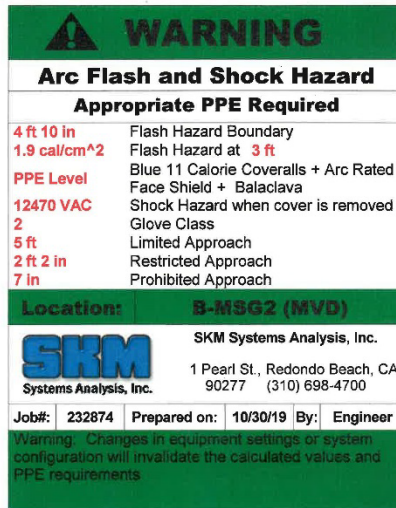 WARNING
Arc Flash and Shock Hazard
Appropriate PPE Required
4 ft 10 in Flash Hazard Boundary
1.9 cal/cm^2 Flash Hazard at 3 ft
PPE Level Blue 11 Calorie Coveralls + Arc Rated
Face Shield + Balaclava
12470 VAC Shock Hazard when cover is removed
2 Glove Class
5 ft Limited Approach
2 ft 2 in Restricted Approach
7 in Prohibited Approach
Location: B-MSG2 (MVD)
SKM
Systems Analysis, Inc.
SKM Systems Analysis, Inc.
1 Pearl St., Redondo Beach, CA
90277 (310) 698-4700
Job#: 232874 Prepared on: 10/30/19 By: Engineer
Warning: Changes in equipment settings or system
configuration will invalidate the calculated values and
PPE requirements